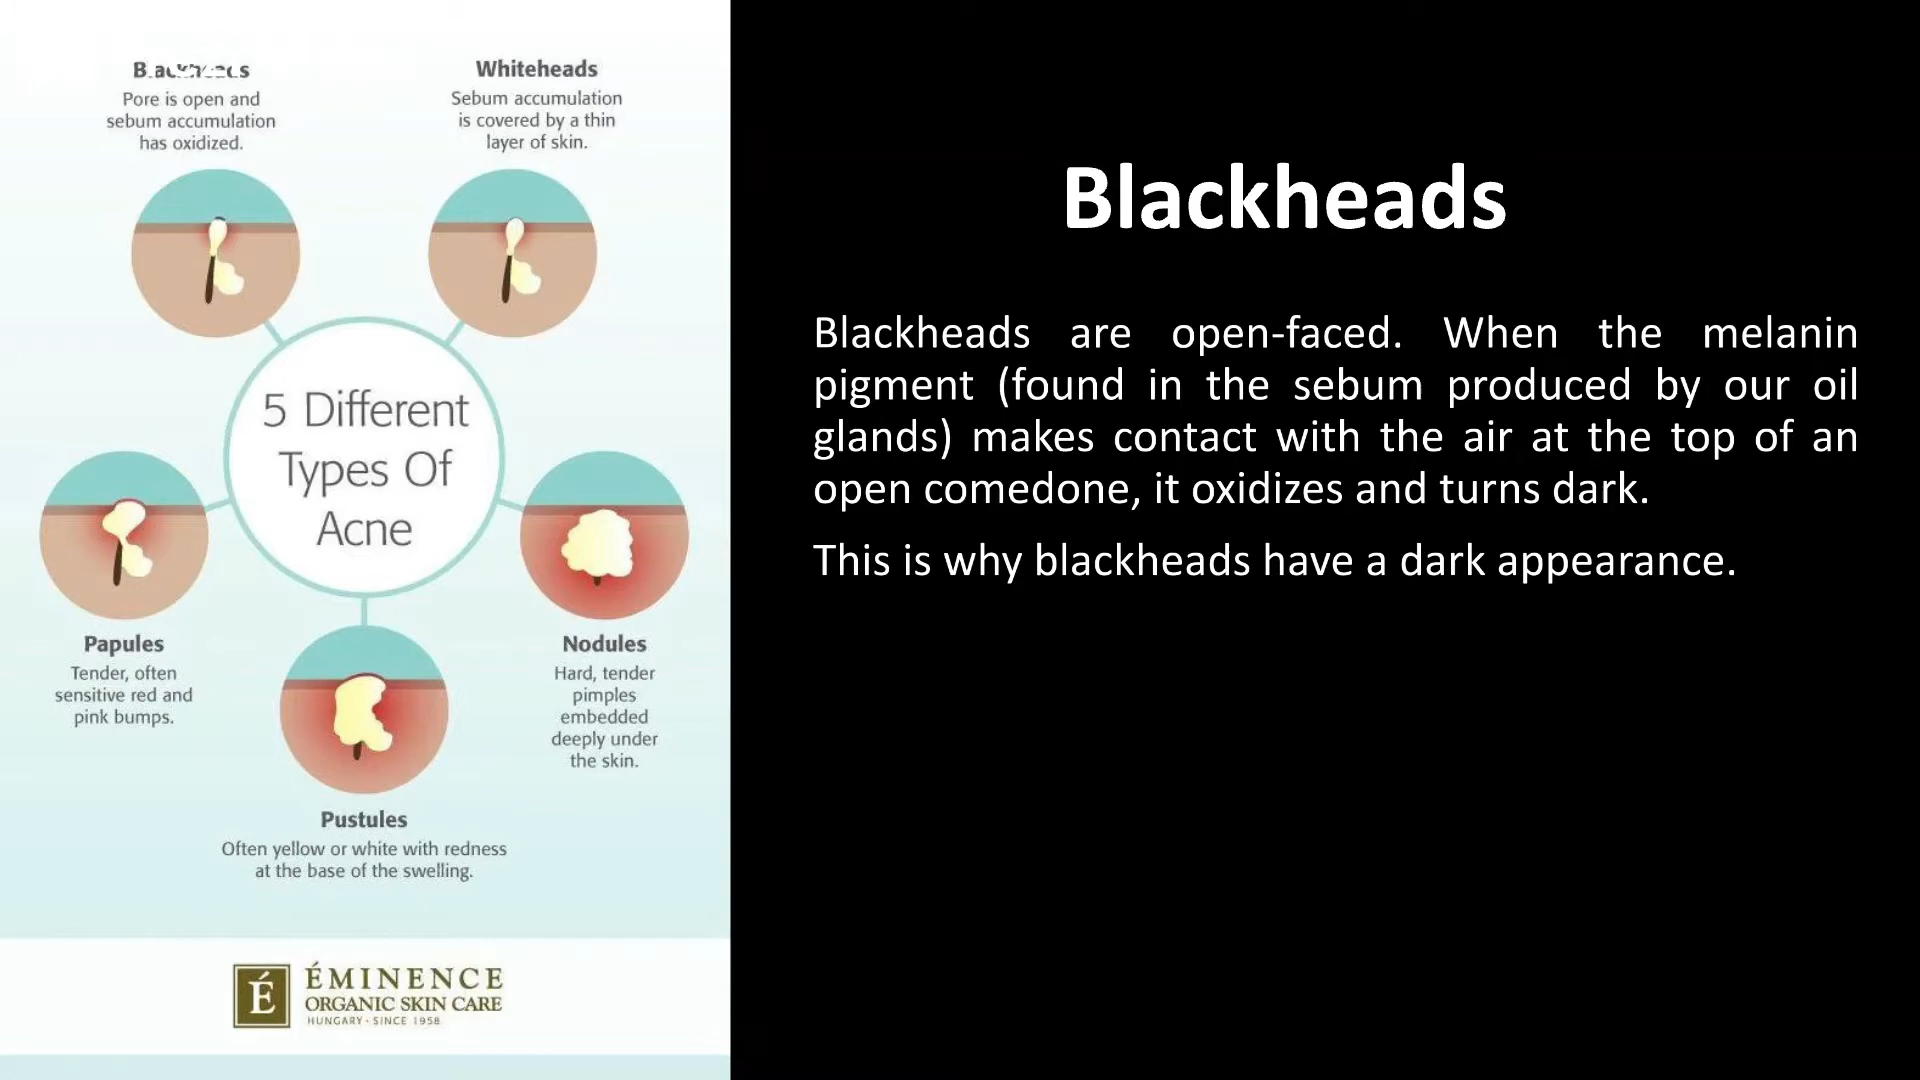 Pore is open and
sebum accumulation
has oxidized.
Whiteheads
Sebum accumulation
is covered by a thin
layer of skin.
5 Different
Types Of
Acne
Papules
Tender, often
sensitive red and
pink bumps.
Nodules
Hard, tender
pimples
embedded
deeply under
the skin.
Pustules
Often yellow or white with redness
at the base of the swelling.
É
ÉMINENCE
ORGANIC SKIN CARE
HUNGARY · SINCE 1958
Blackheads
Blackheads are open-faced. When the melanin
pigment (found in the sebum produced by our oil
glands) makes contact with the air at the top of an
open comedone, it oxidizes and turns dark.
This is why blackheads have a dark appearance.